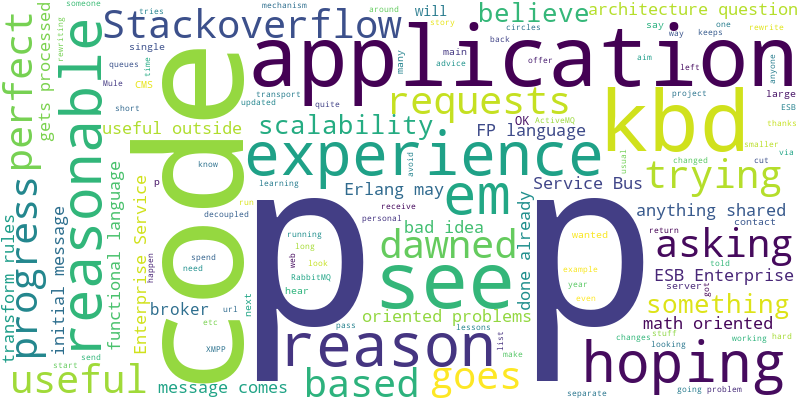 tries
someone
Stackoverflow
mechanism
around
believe
will
architecture question
story
say
one
rewrite
way
keeps
gets processed
rewriting
reasonable
perfect
Mule
time
queues
CMS
single
main
advice
back
circles
aim
anyone
many
offer
left
application
short
transport
updated
quite
requests
project
large
ESB
useful outside
code
scalability
OK
ActiveMQ
FP language
kbd
changed
thanks
smaller
cut
via
know
avoid
experience
usual
trying
p
learning
Erlang may
em
Service Bus
decoupled
run
receive
personal
anything shared
contact
functional language
progress
initial message
transform rules
Enterprise Service
running
long
bad idea
dawned
done already
wanted
look
told
return
asking
spend
need
web
RabbitMQ
see
example
year
server
got
ESB Enterprise
happen
hear
even
something
url
next
broker
oriented problems
math oriented
etc
pass
lessons
changes
stuff
working
hard
XMPP
reason
list
looking
send
useful
start
message comes
based
goes
make
hoping
separate
going
problem
p